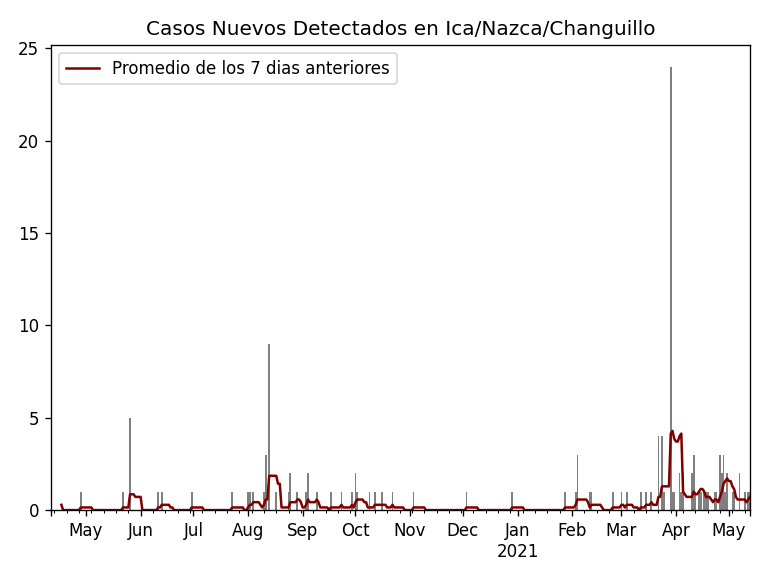 Casos Nuevos Detectados en Ica/Nazca/Changuillo
Promedio de los 7 dias anteriores
25
20
15
10
5
0
May Jun Jul Aug Sep Oct Nov Dec Jan Feb Mar Apr May
2021